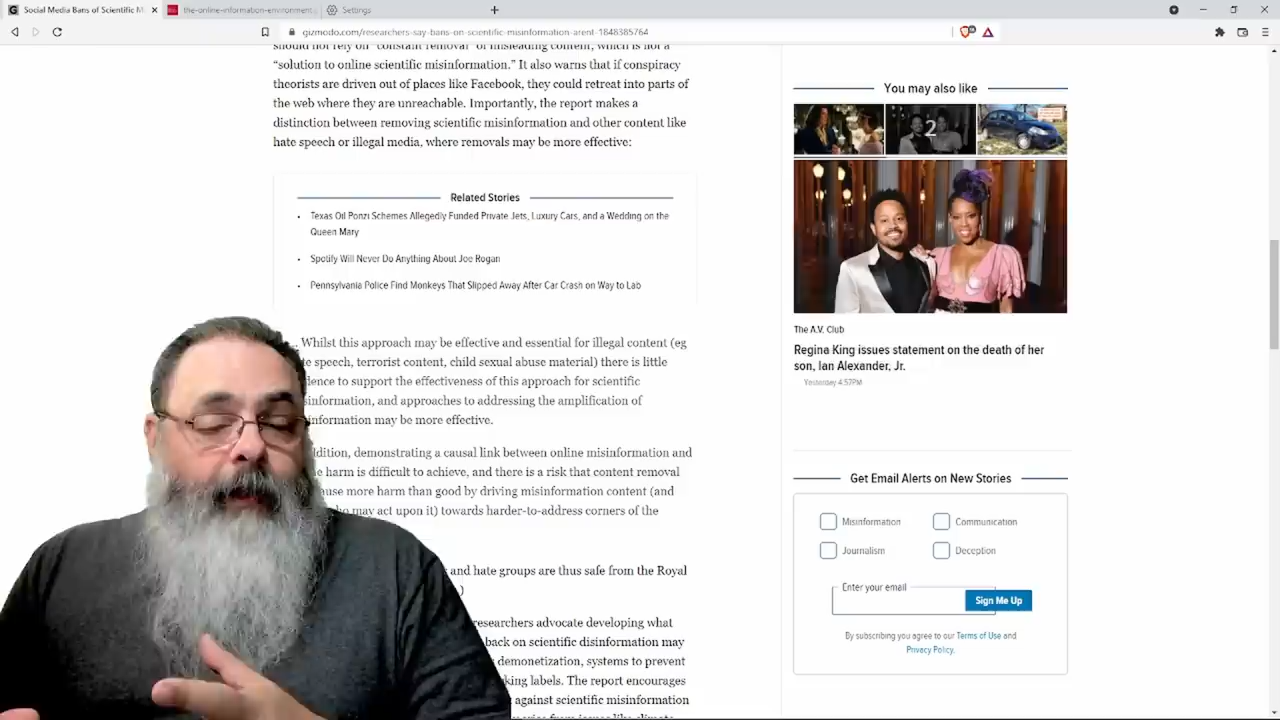 Social Media Bans of Scientific M
the-online-information-environment
Settings
gizmodo.com/researchers-say-bans-on-scientific-misinformation-arent-1848385764
should not rely on "constant removal" of misleading content, which is not a
"solution to online scientific misinformation." It also warns that if conspiracy
theorists are driven out of places like Facebook, they could retreat into parts of
the web where they are unreachable. Importantly, the report makes a
distinction between removing scientific misinformation and other content like
hate speech or illegal media, where removals may be more effective:
Related Stories
Texas Oil Ponzi Schemes Allegedly Funded Private Jets, Luxury Cars, and a Wedding on the
Queen Mary
Spotify Will Never Do Anything About Joe Rogan
Pennsylvania Police Find Monkeys That Slipped Away After Car Crash on Way to Lab
Whilst this approach may be effective and essential for illegal content (eg
te speech, terrorist content, child sexual abuse material) there is little
lence to support the effectiveness of this approach for scientific
sinformation, and approaches to addressing the amplification of
information may be more effective.
ddition, demonstrating a causal link between online misinformation and
e harm is difficult to achieve, and there is a risk that content removal
ause more harm than good by driving misinformation content (and
ho may act upon it) towards harder-to-address corners of the
and hate groups are thus safe from the Royal
)
researchers advocate developing what
back on scientific disinformation may
demonetization, systems to prevent
king labels. The report encourages
against scientific misinformation
You may also like
2
The A.V. Club
Regina King issues statement on the death of her
son, Ian Alexander, Jr.
Yesterday 4:57PM
Get Email Alerts on New Stories
Misinformation
Communication
Journalism
Deception
Enter your email
Sign Me Up
By subscribing you agree to our Terms of Use and
Privacy Policy.